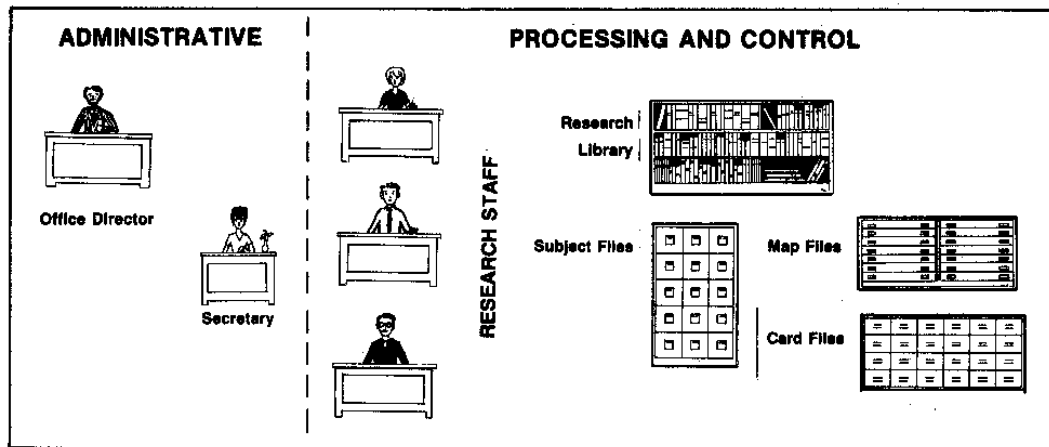 ADMINISTRATIVE
PROCESSING AND CONTROL
Office Director
Secretary
RESEARCH STAFF
Research
Library
Subject Files
Map Files
Card Files